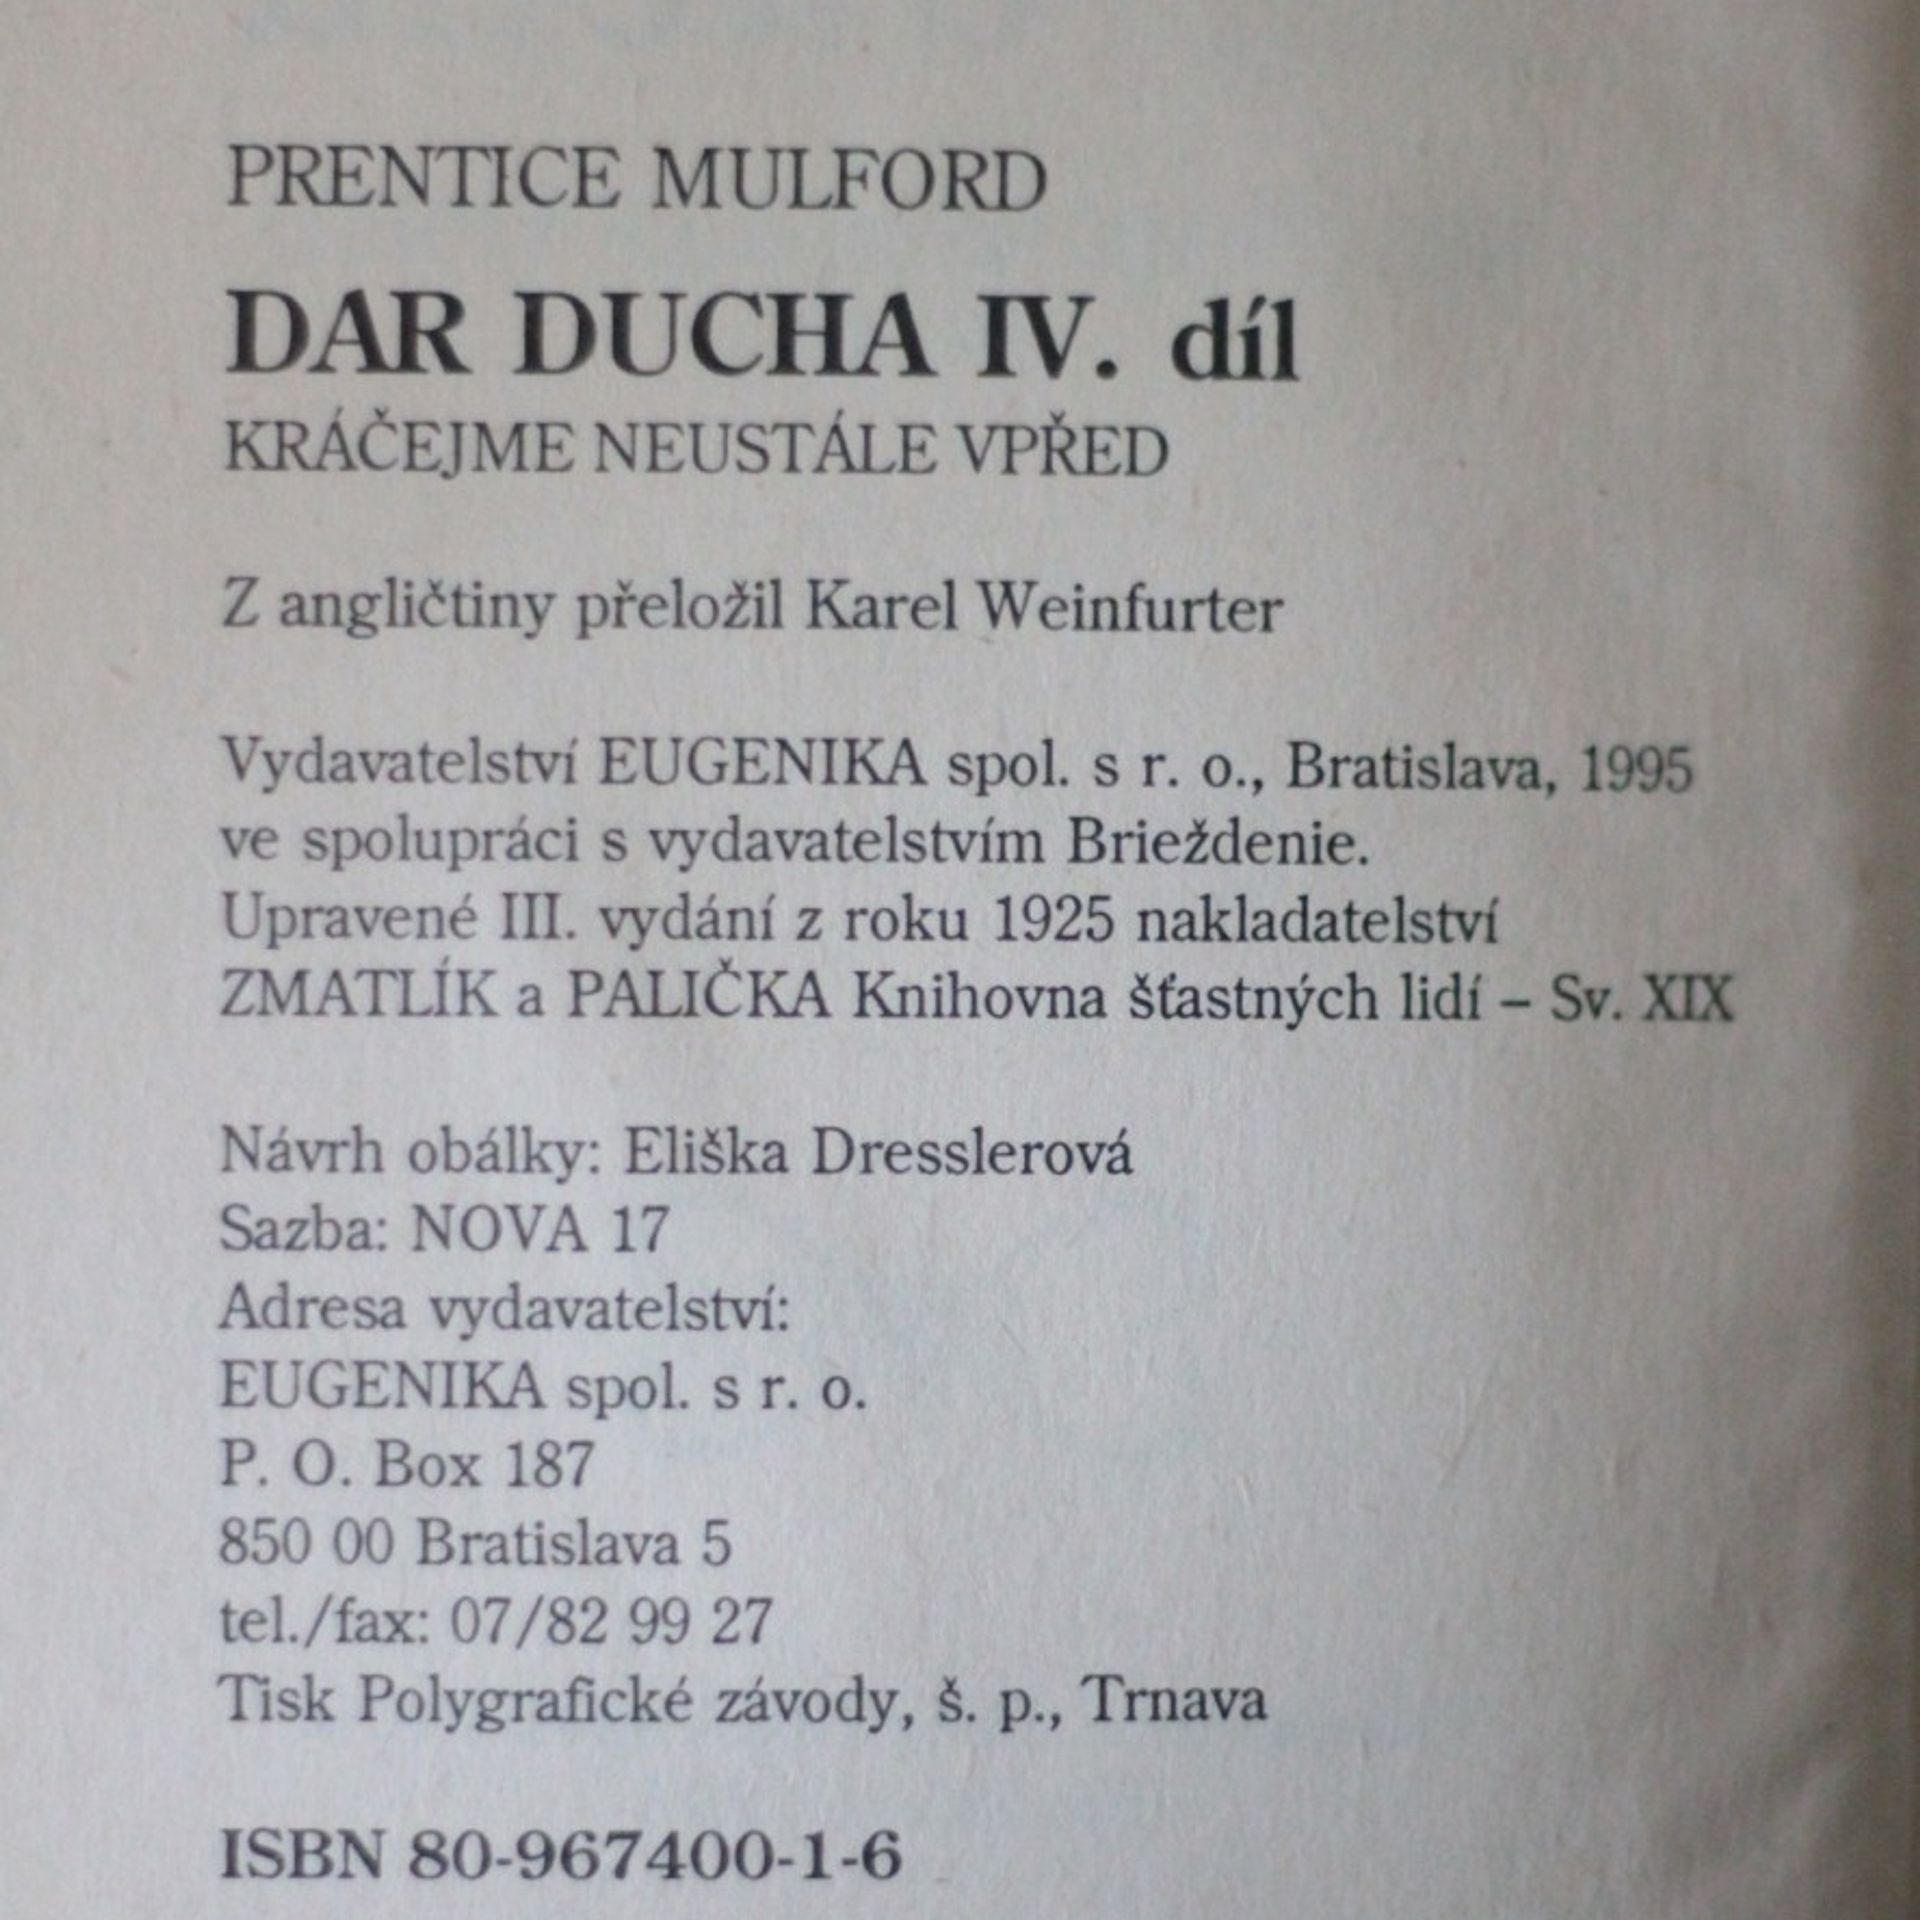 PRENTICE MULFORD
DAR DUCHA IV. díl
KRÁČEJME NEUSTÁLE VPŘED
Z angličtiny přeložil Karel Weinfurter
Vydavatelství EUGENIKA spol. s r. o., Bratislava, 1995
ve spolupráci s vydavatelstvím Brieždenie.
Upravené III. vydání z roku 1925 nakladatelství
ZMATLÍK a PALIČKA Knihovna šťastných lidí – Sv. XIX
Návrh obálky: Eliška Dresslerová
Sazba: NOVA 17
Adresa vydavatelství:
EUGENIKA spol. s r. o.
P. O. Box 187
850 00 Bratislava 5
tel./fax: 07/82 99 27
Tisk Polygrafické závody, š. p., Trnava
ISBN 80-967400-1-6